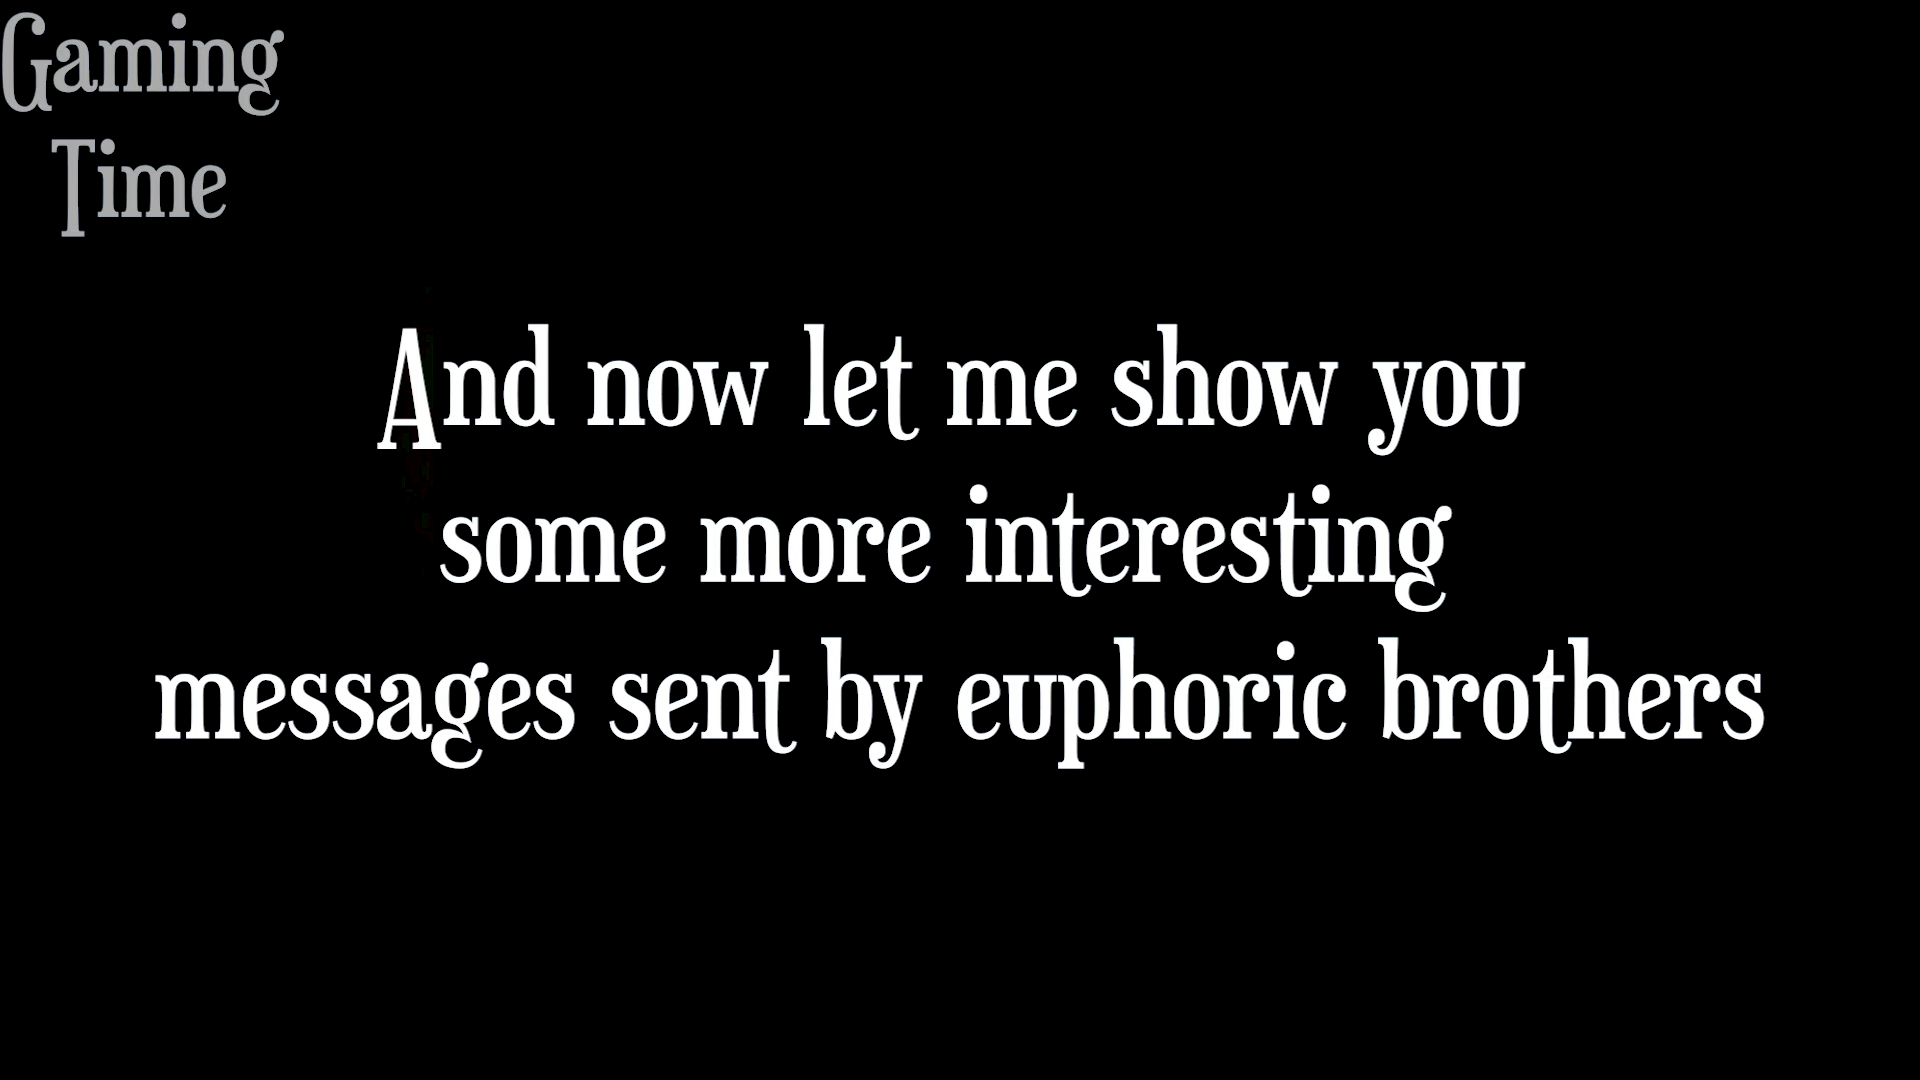 Gaming
Time
And now let me show you
some more interesting
messages sent by euphoric brothers